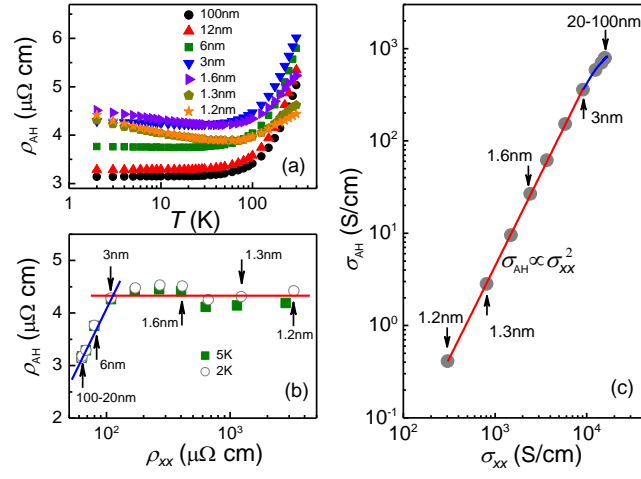 100nm
12nm
6nm
3nm
1.6nm
1.3nm
1.2nm
6
5
4
3
ρAH (μΩ cm)
(a)
10
100
T (K)
3nm
1.3nm
1.6nm
1.2nm
6nm
100-20nm
5K
2K
(b)
5
4
3
2
ρAH (μΩ cm)
10²
10³
ρxx (μΩ cm)
20-100nm
3nm
1.6nm
σAH∝σxx²
1.2nm
1.3nm
(c)
10³
10²
10¹
10⁰
10⁻¹
σAH (S/cm)
10²
10³
10⁴
10⁵
σxx (S/cm)